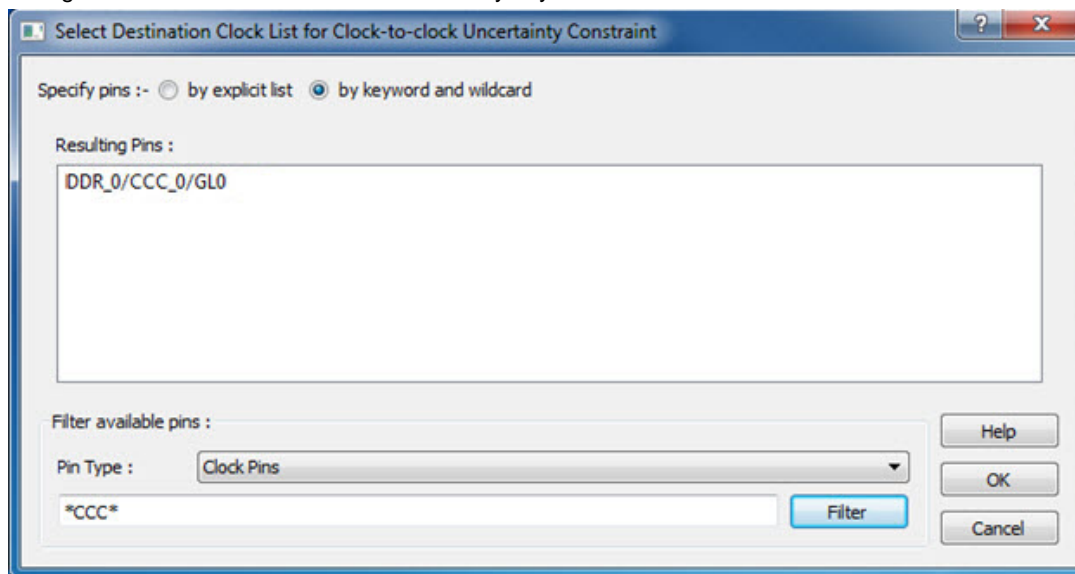 Select Destination Clock List for Clock-to-clock Uncertainty Constraint
Specify pins :- by explicit list by keyword and wildcard
Resulting Pins :
DDR_0/CCC_0/GL0
Filter available pins :
Help
Pin Type : Clock Pins
OK
*CCC* Filter
Cancel